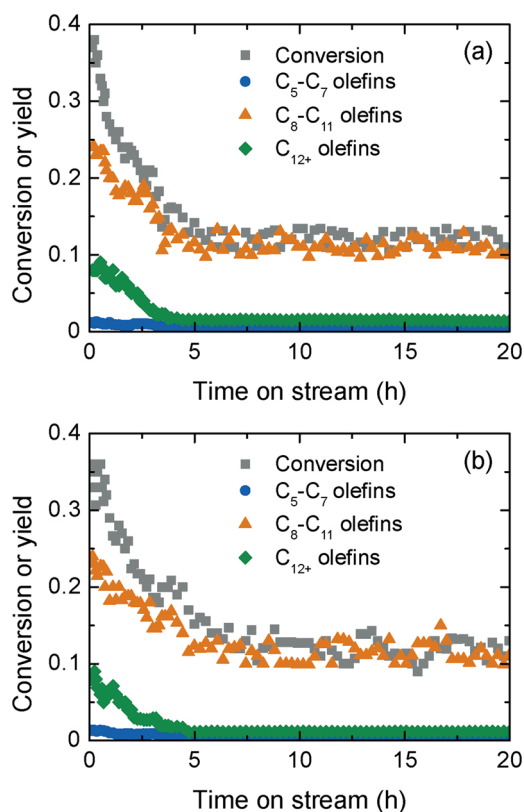 (a)
Conversion
C₅-C₇ olefins
C₈-C₁₁ olefins
C₁₂₊ olefins
Conversion or yield
0.4
0.3
0.2
0.1
0
0 5 10 15 20
Time on stream (h)
(b)
Conversion
C₅-C₇ olefins
C₈-C₁₁ olefins
C₁₂₊ olefins
Conversion or yield
0.4
0.3
0.2
0.1
0
0 5 10 15 20
Time on stream (h)